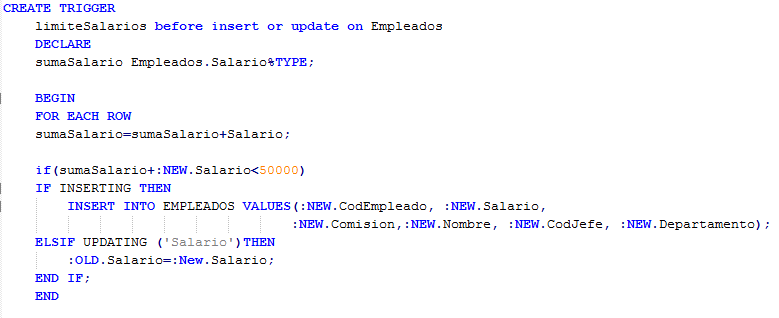 CREATE TRIGGER
limiteSalarios before insert or update on Empleados
DECLARE
sumaSalario Empleados.Salario%TYPE;
BEGIN
FOR EACH ROW
sumaSalario=sumaSalario+Salario;
if(sumaSalario+:NEW.Salario<50000)
IF INSERTING THEN
INSERT INTO EMPLEADOS VALUES(:NEW.CodEmpleado, :NEW.Salario,
:NEW.Comision,:NEW.Nombre, :NEW.CodJefe, :NEW.Departamento);
ELSIF UPDATING ('Salario')THEN
:OLD.Salario=:New.Salario;
END IF;
END